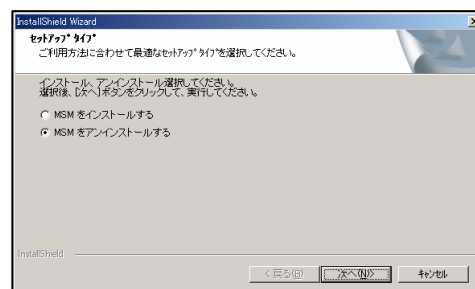 InstallShield Wizard
ｾｯﾄｱｯﾌﾟ ﾀｲﾌﾟ
ご利用方法に合わせて最適なｾｯﾄｱｯﾌﾟ ﾀｲﾌﾟを選択してください。
インストール、アンインストール選択してください。
選択後、[次へ]ボタンをクリックして、実行してください。
MSM をインストールする
MSM をアンインストールする
InstallShield
< 戻る(B)
次へ(N)>
ｷｬﾝｾﾙ